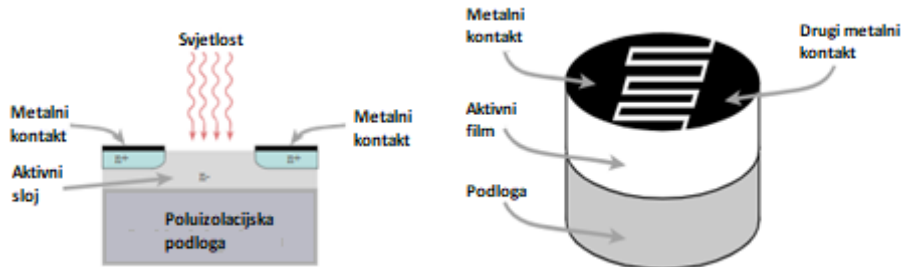 Svjetlost
Metalni
kontakt
Metalni
kontakt
n+
n+
Aktivni
sloj
n-
Poluizolacijska
podloga
Metalni
kontakt
Drugi metalni
kontakt
Aktivni
film
Podloga